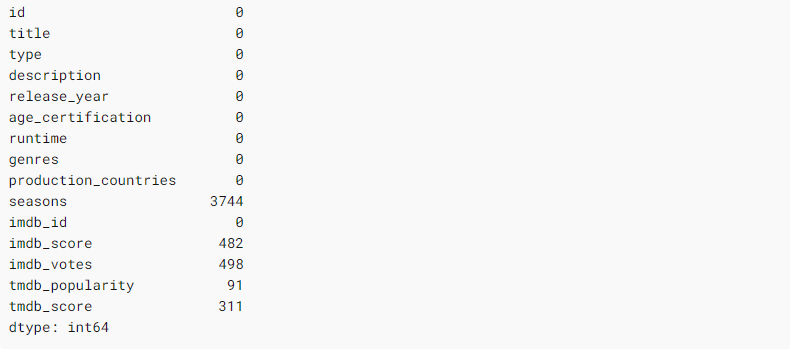 id 0
title 0
type 0
description 0
release_year 0
age_certification 0
runtime 0
genres 0
production_countries 0
seasons 3744
imdb_id 0
imdb_score 482
imdb_votes 498
tmdb_popularity 91
tmdb_score 311
dtype: int64